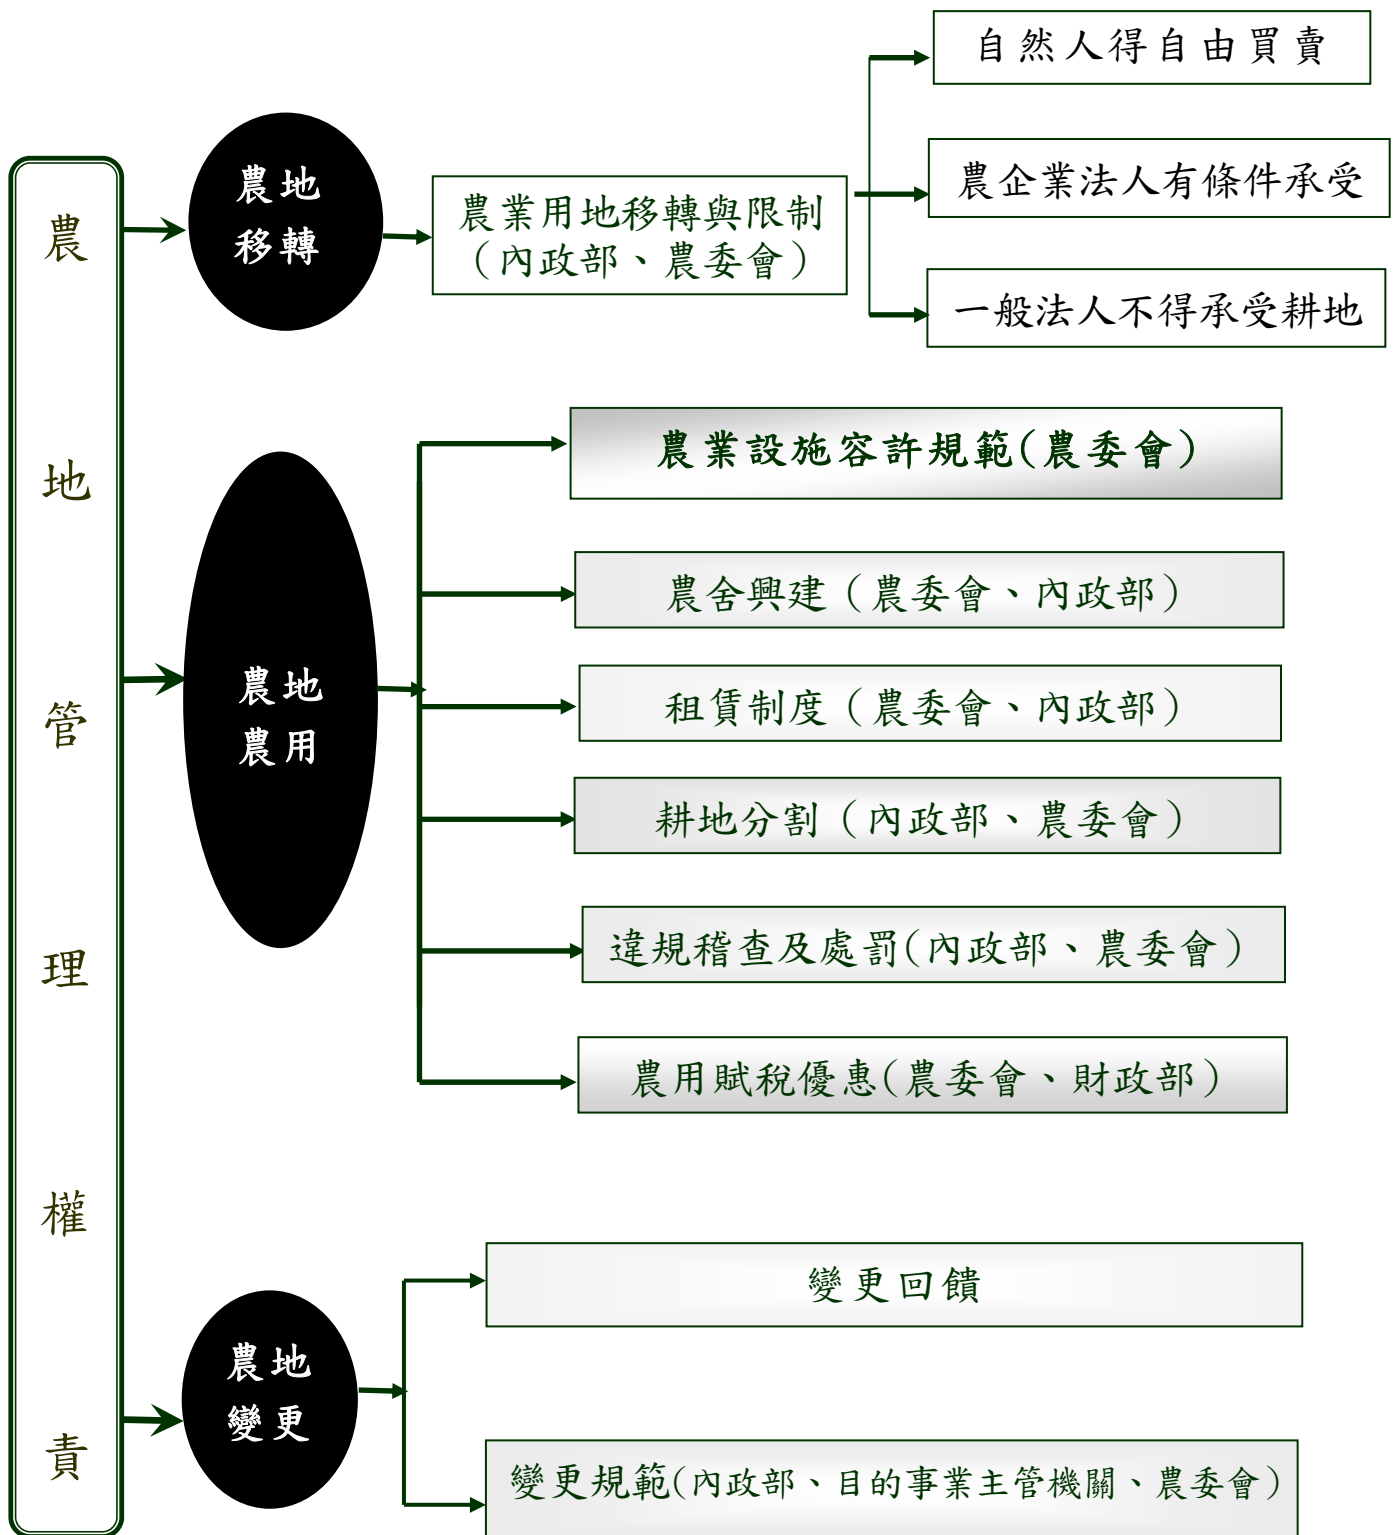 農地管理權責
農地
移轉
農業用地移轉與限制
（內政部、農委會）
自然人得自由買賣
農企業法人有條件承受
一般法人不得承受耕地
農地
農用
農業設施容許規範(農委會)
農舍興建（農委會、內政部）
租賃制度（農委會、內政部）
耕地分割（內政部、農委會）
違規稽查及處罰(內政部、農委會)
農用賦稅優惠(農委會、財政部)
農地
變更
變更回饋
變更規範(內政部、目的事業主管機關、農委會)